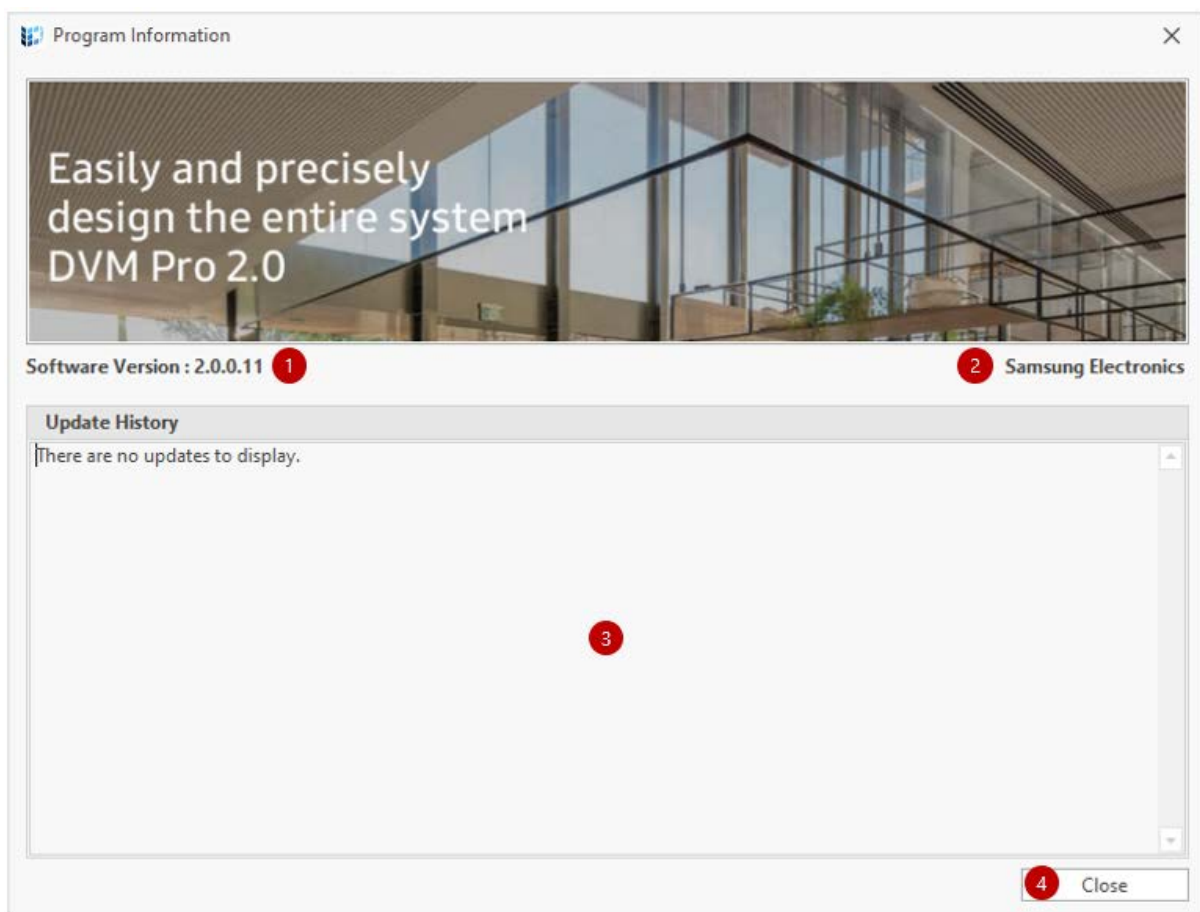 Program Information
Easily and precisely
design the entire system
DVM Pro 2.0
Software Version : 2.0.0.11 1
2 Samsung Electronics
Update History
There are no updates to display.
3
4 Close